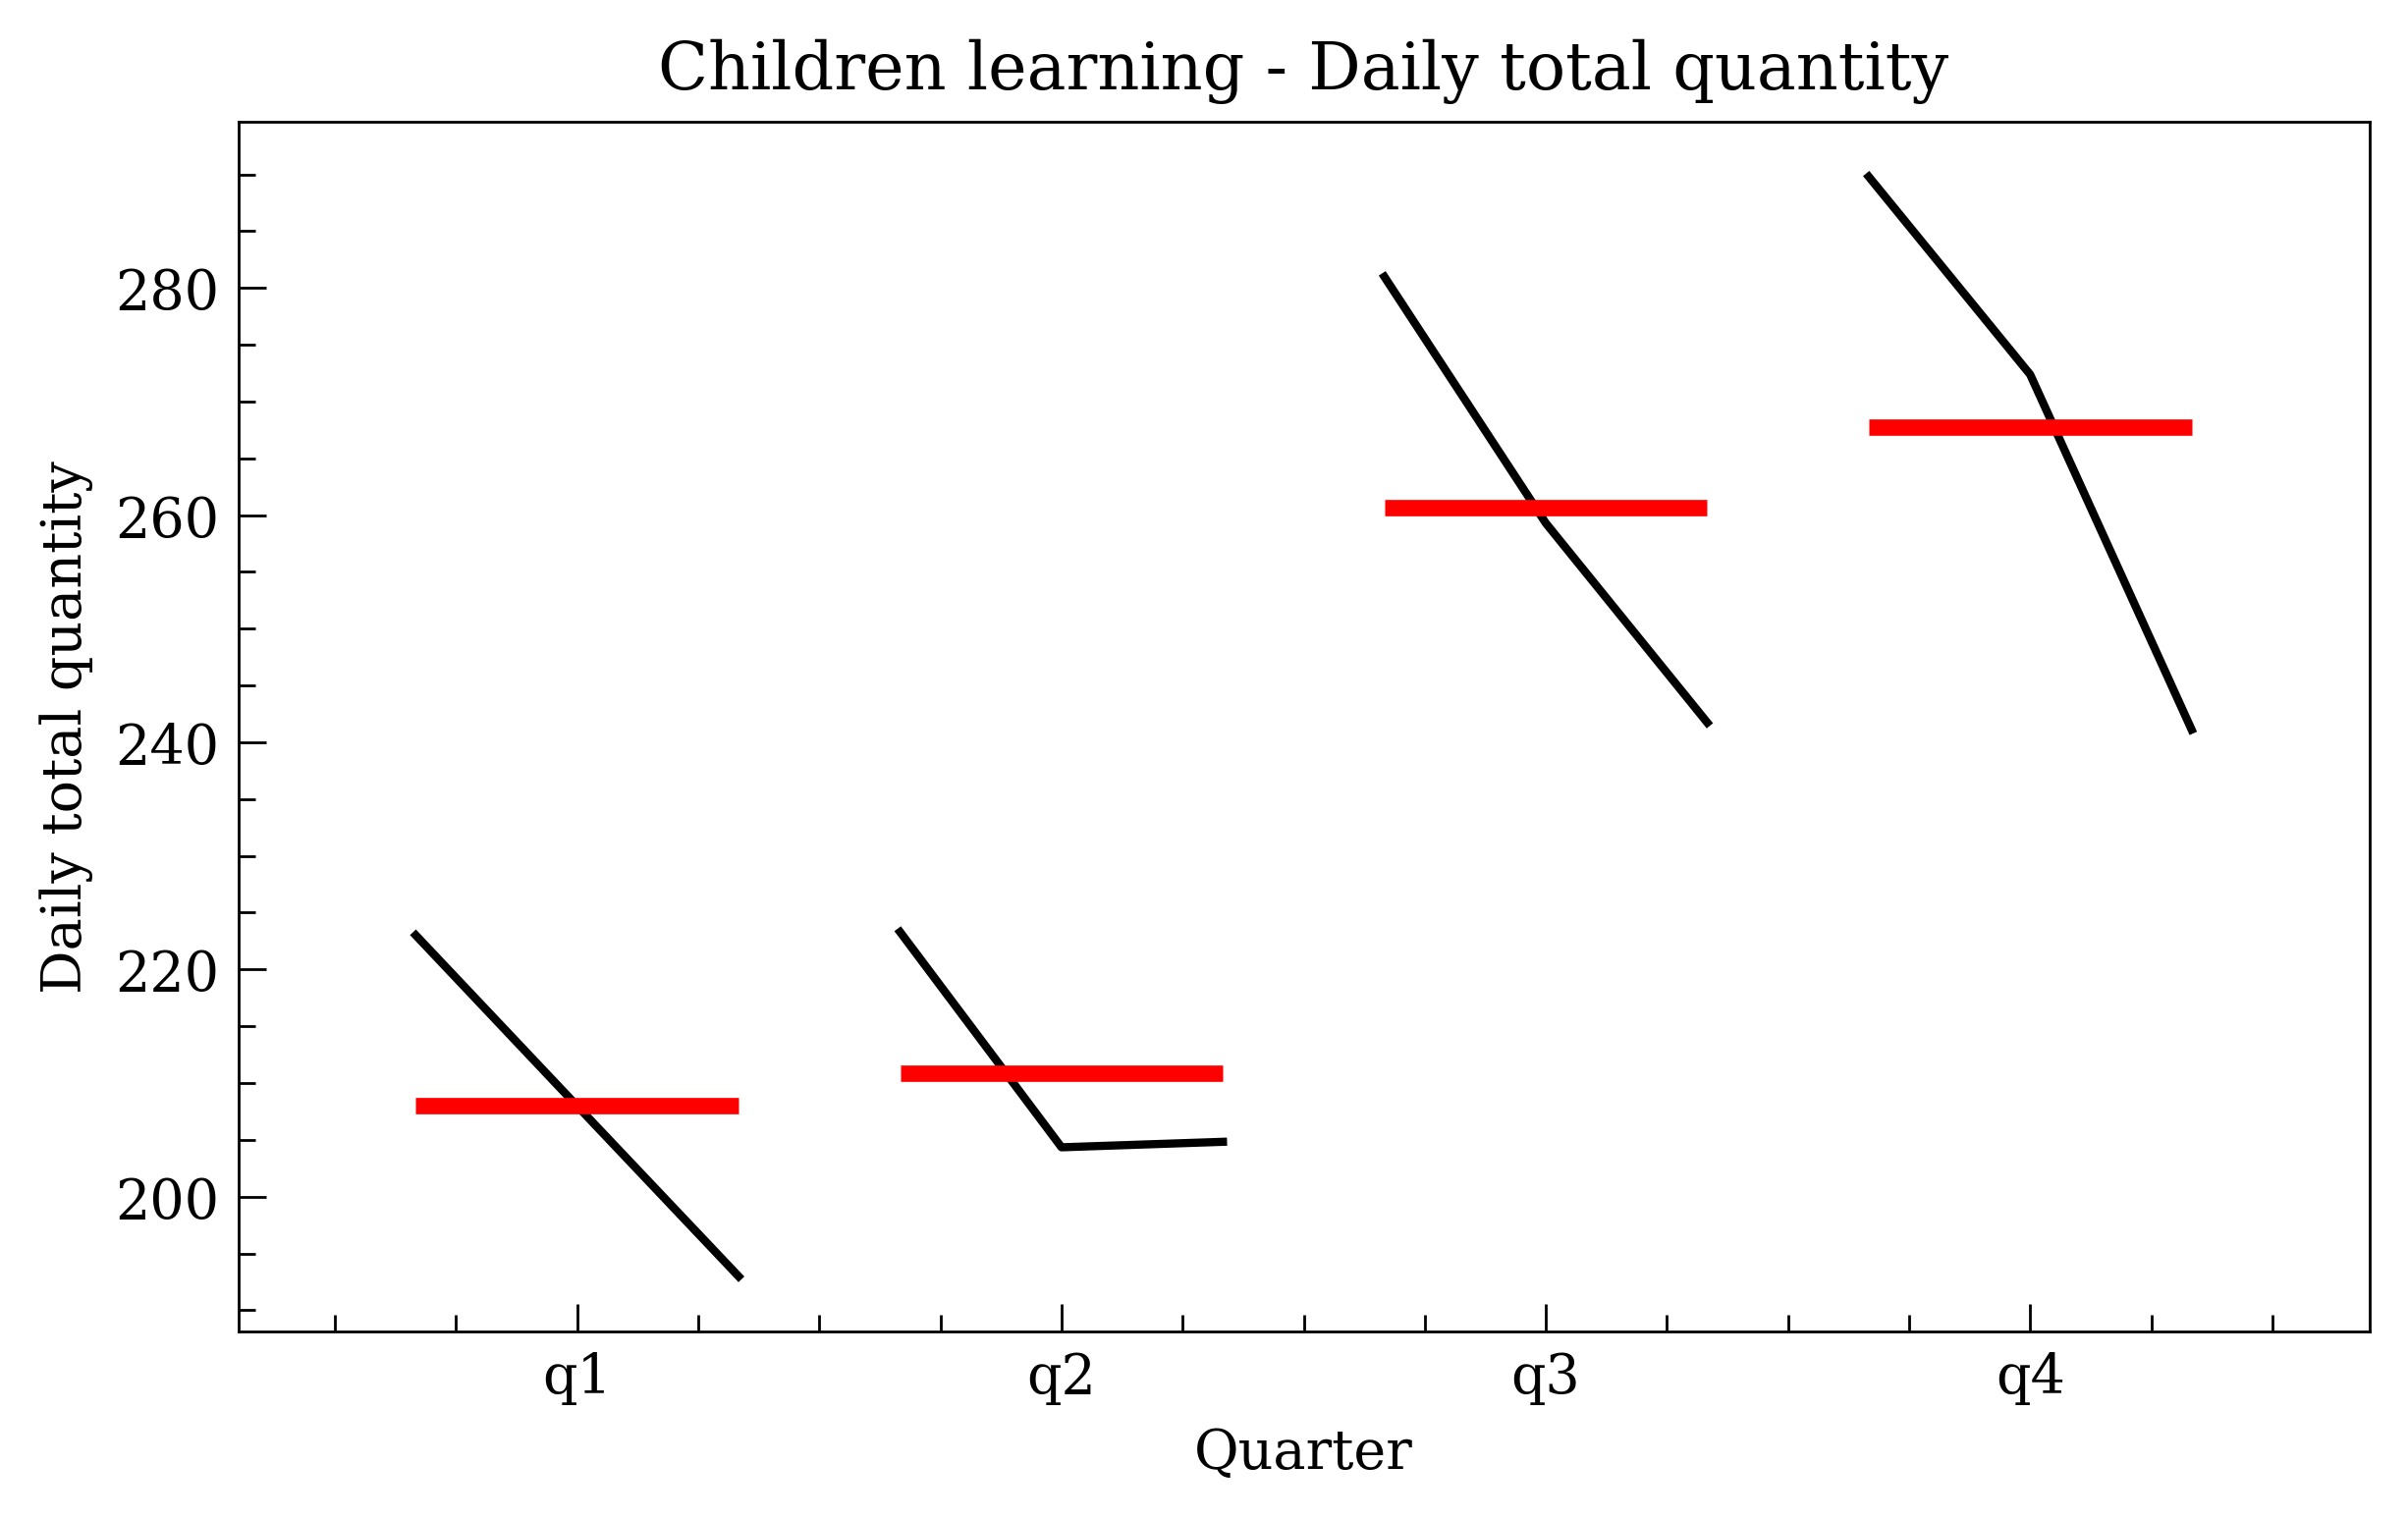 Children learning - Daily total quantity
Daily total quantity
280
260
240
220
200
q1 q2 q3 q4
Quarter